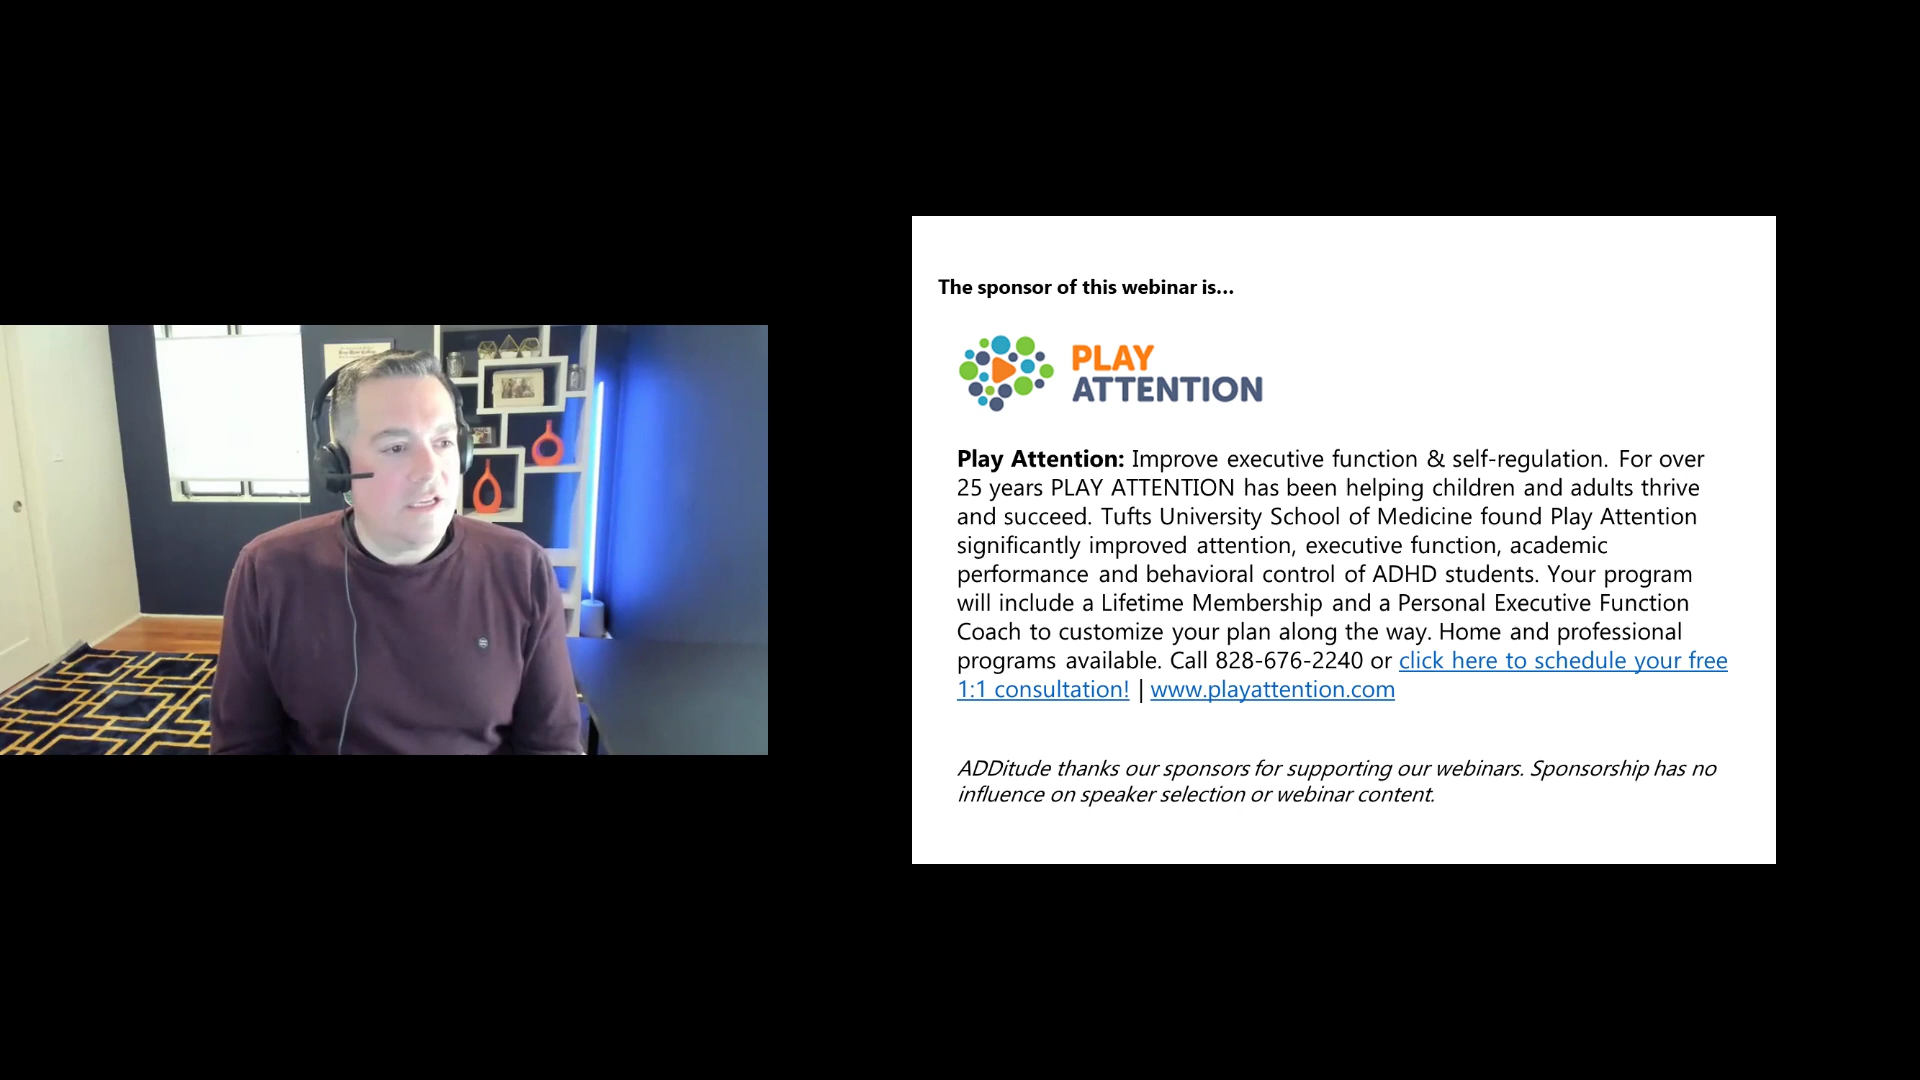 The sponsor of this webinar is...
PLAY
ATTENTION
Play Attention: Improve executive function & self-regulation. For over
25 years PLAY ATTENTION has been helping children and adults thrive
and succeed. Tufts University School of Medicine found Play Attention
significantly improved attention, executive function, academic
performance and behavioral control of ADHD students. Your program
will include a Lifetime Membership and a Personal Executive Function
Coach to customize your plan along the way. Home and professional
programs available. Call 828-676-2240 or click here to schedule your free
1:1 consultation! | www.playattention.com
ADDitude thanks our sponsors for supporting our webinars. Sponsorship has no
influence on speaker selection or webinar content.